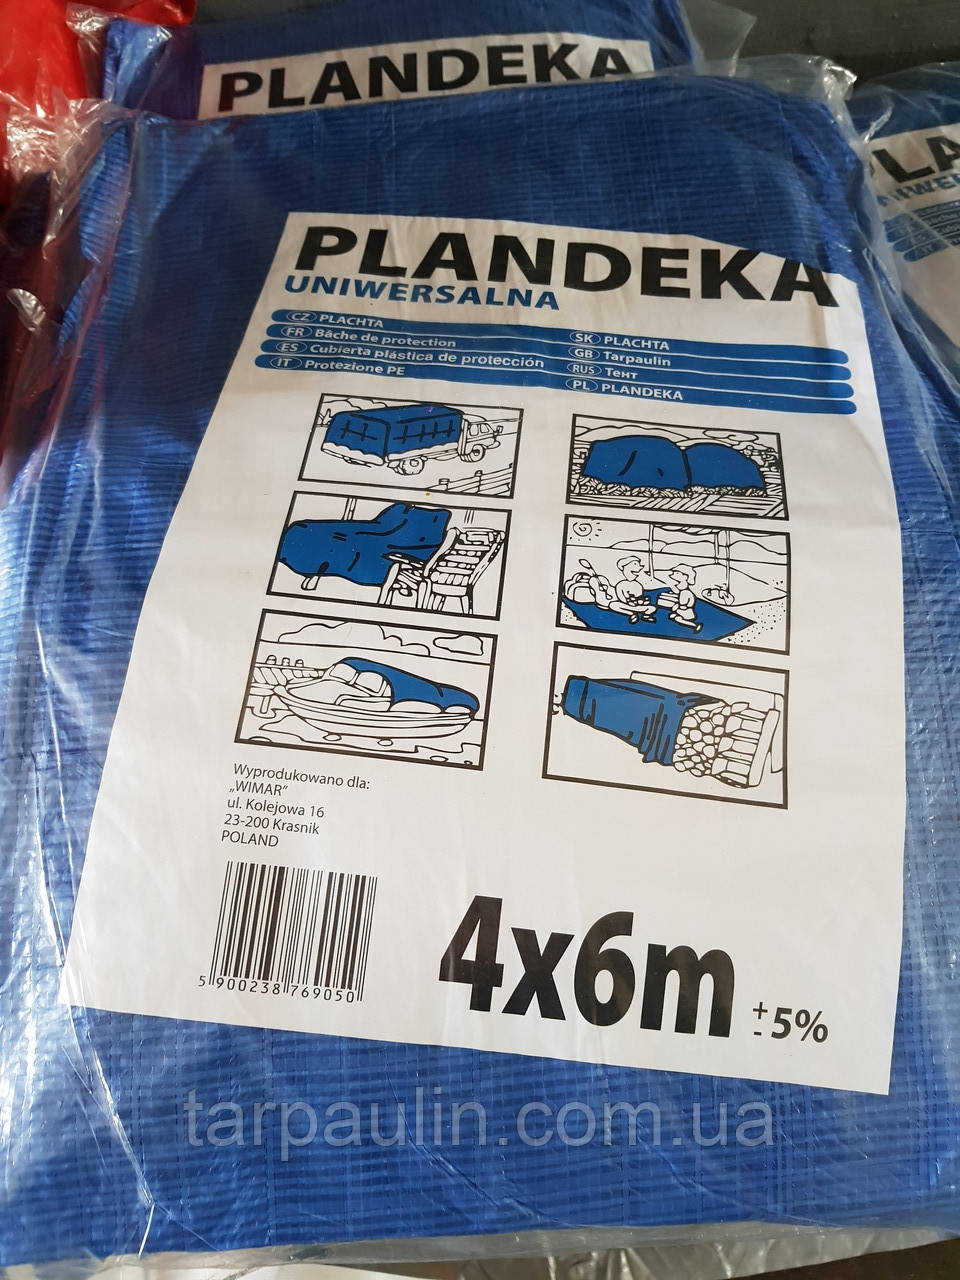 PLANDEKA
PLANDEKA
UNIWERSALNA
CZ PLACHTA
FR Bâche de protection
ES Cubierta plástica de protección
IT Protezione PE
SK PLACHTA
GB Tarpaulin
RUS Тент
PL PLANDEKA
Wyprodukowano dla:
„WIMAR”
ul. Kolejowa 16
23-200 Krasnik
POLAND
5 900238 769050
4x6m
+
- 5%
tarpaulin.com.ua